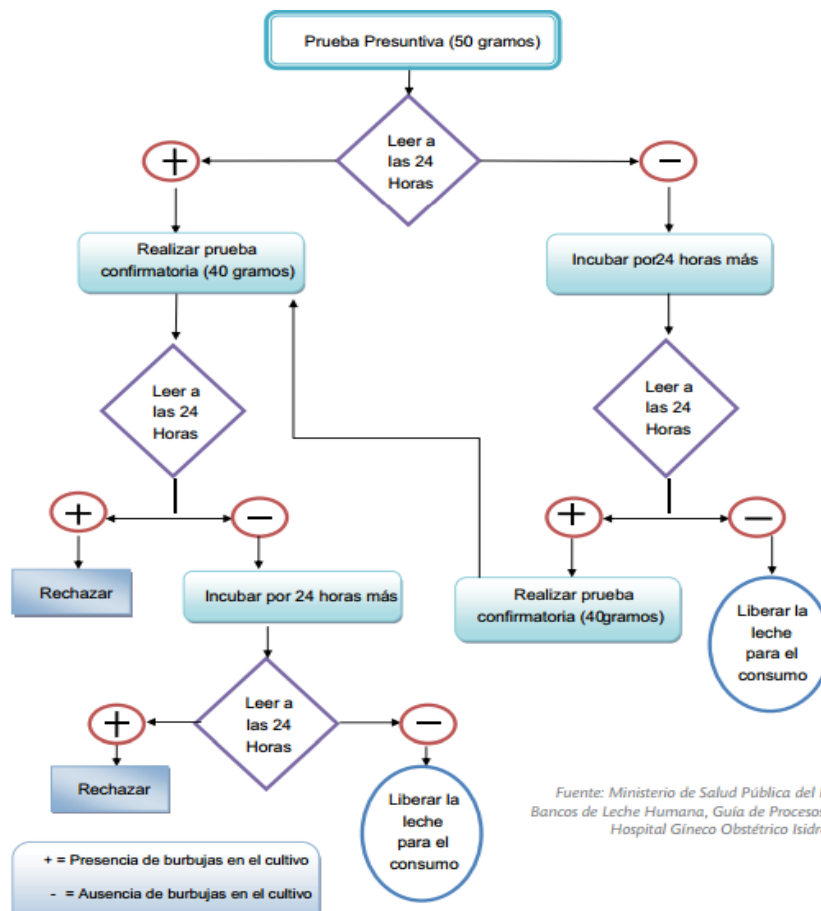 Prueba Presuntiva (50 gramos)
Leer a
las 24
Horas
+
-
Realizar prueba
confirmatoria (40 gramos)
Incubar por24 horas más
Leer a
las 24
Horas
Leer a
las 24
Horas
+
-
+
-
Rechazar
Incubar por 24 horas más
Realizar prueba
confirmatoria (40gramos)
Liberar la
leche
para el
consumo
Leer a
las 24
Horas
+
-
Rechazar
Liberar la
leche
para el
consumo
Fuente: Ministerio de Salud Pública del
Bancos de Leche Humana, Guía de Procesos
Hospital Gíneco Obstétrico Isidr
+ = Presencia de burbujas en el cultivo
- = Ausencia de burbujas en el cultivo